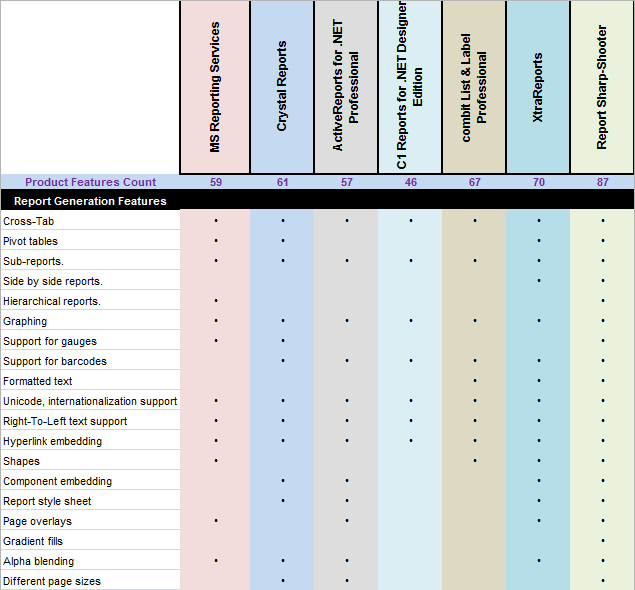 MS Reporting Services
Crystal Reports
ActiveReports for .NET
Professional
C1 Reports for .NET Designer
Edition
combit List & Label
Professional
XtraReports
Report Sharp-Shooter
Product Features Count 59 61 57 46 67 70 87
Report Generation Features
Cross-Tab • • • • • • •
Pivot tables • • • •
Sub-reports. • • • • • • •
Side by side reports. • •
Hierarchical reports. • •
Graphing • • • • • • •
Support for gauges • • • •
Support for barcodes • • • • • •
Formatted text • • •
Unicode, internationalization support • • • • • • •
Right-To-Left text support • • • • • • •
Hyperlink embedding • • • • • • •
Shapes • • • •
Component embedding • • • •
Report style sheet • • • •
Page overlays • • • •
Gradient fills •
Alpha blending • • • • •
Different page sizes • • •